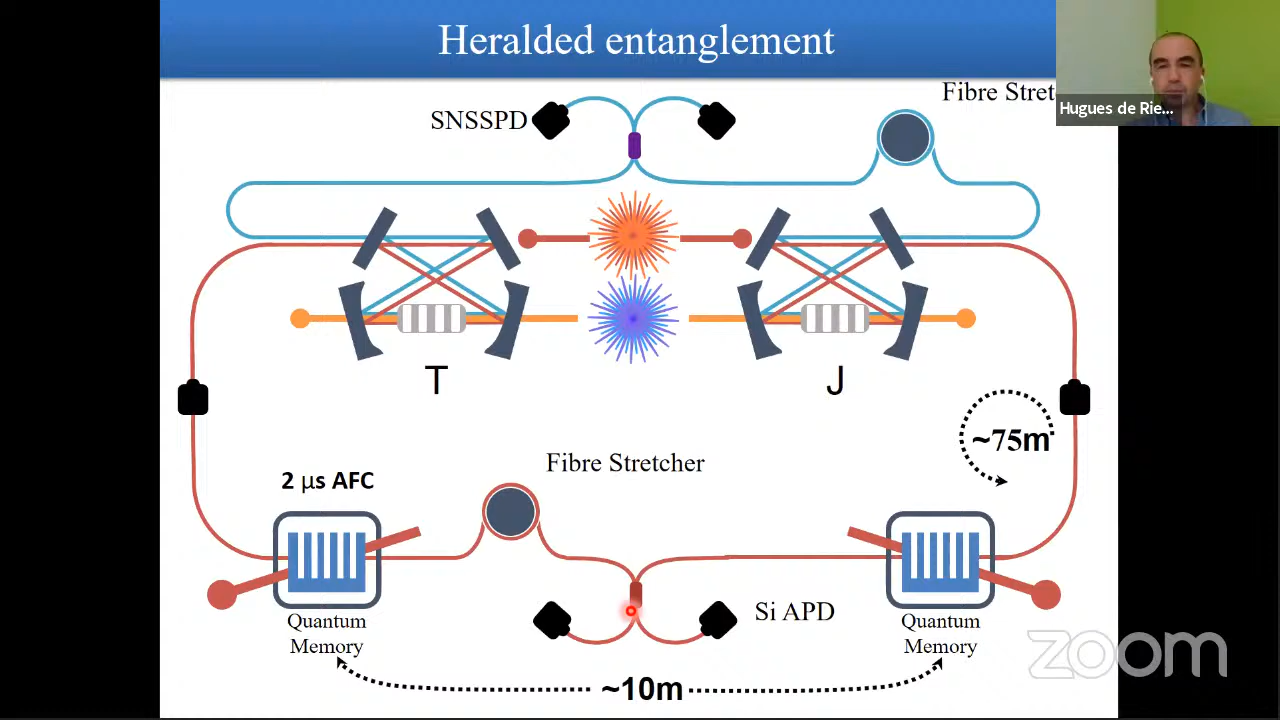 Heralded entanglement
Fibre Stret
Hugues de Rie...
SNSSPD
T
J
~75m
Fibre Stretcher
2 µs AFC
Si APD
Quantum
Memory
Quantum
Memory
~10m
zoom